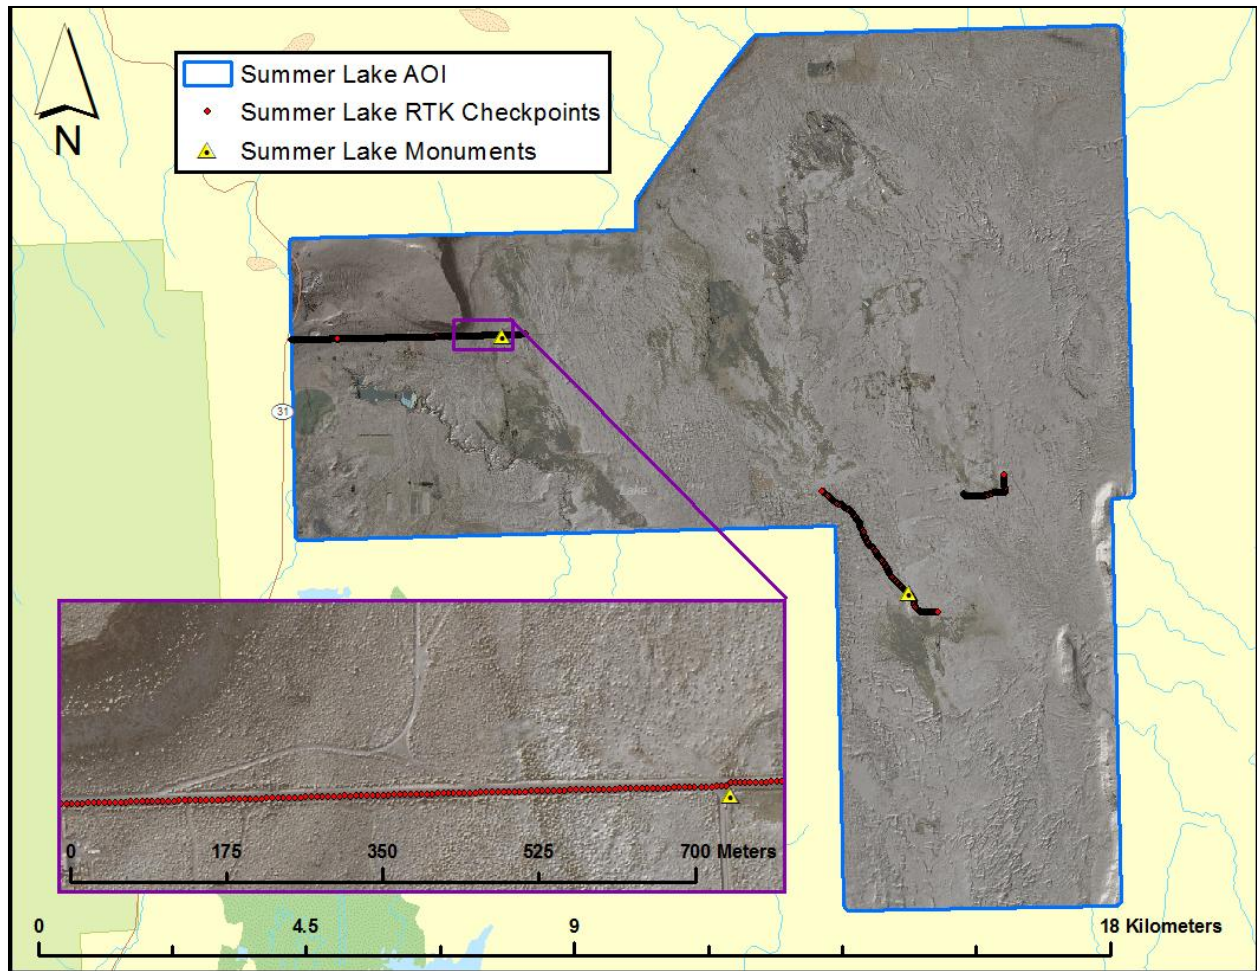 N
Summer Lake AOI
Summer Lake RTK Checkpoints
Summer Lake Monuments
31
Lake
0 175 350 525 700 Meters
0 4.5 9 18 Kilometers